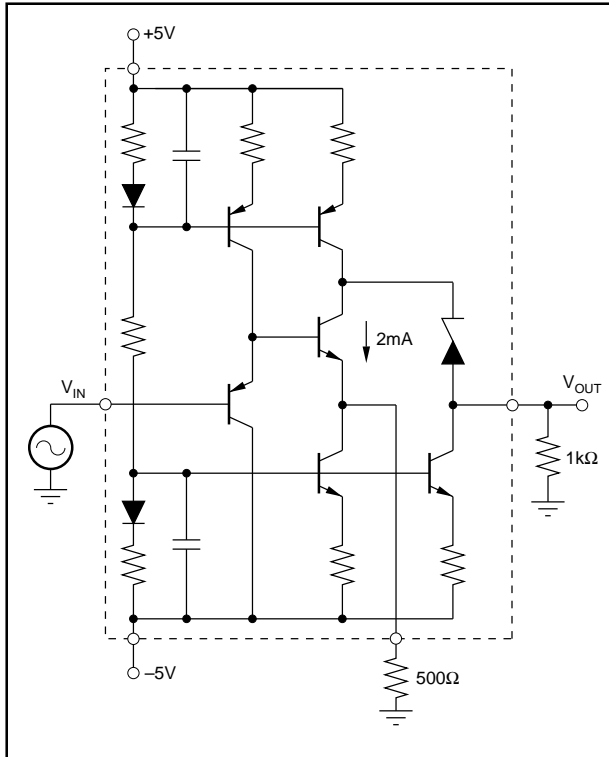 +5V
2mA
V_IN
V_OUT
1kΩ
–5V
500Ω